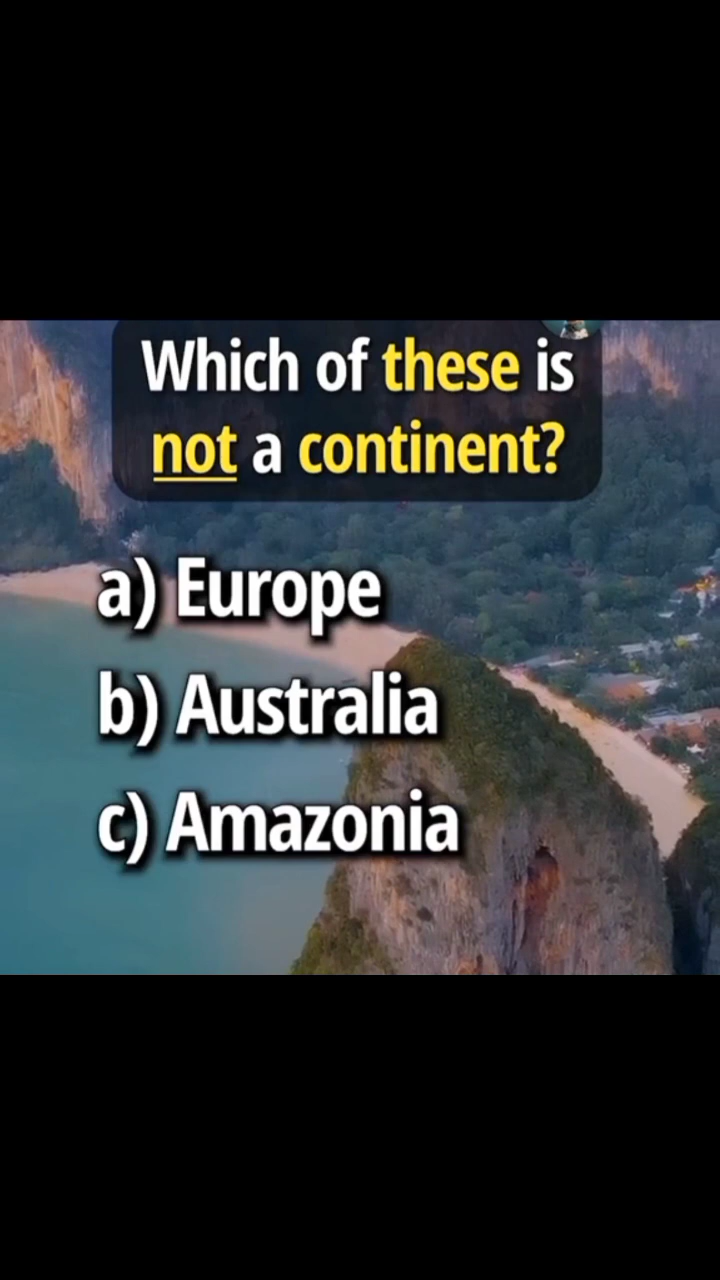 Which of these is
not a continent?
a) Europe
b) Australia
c) Amazonia